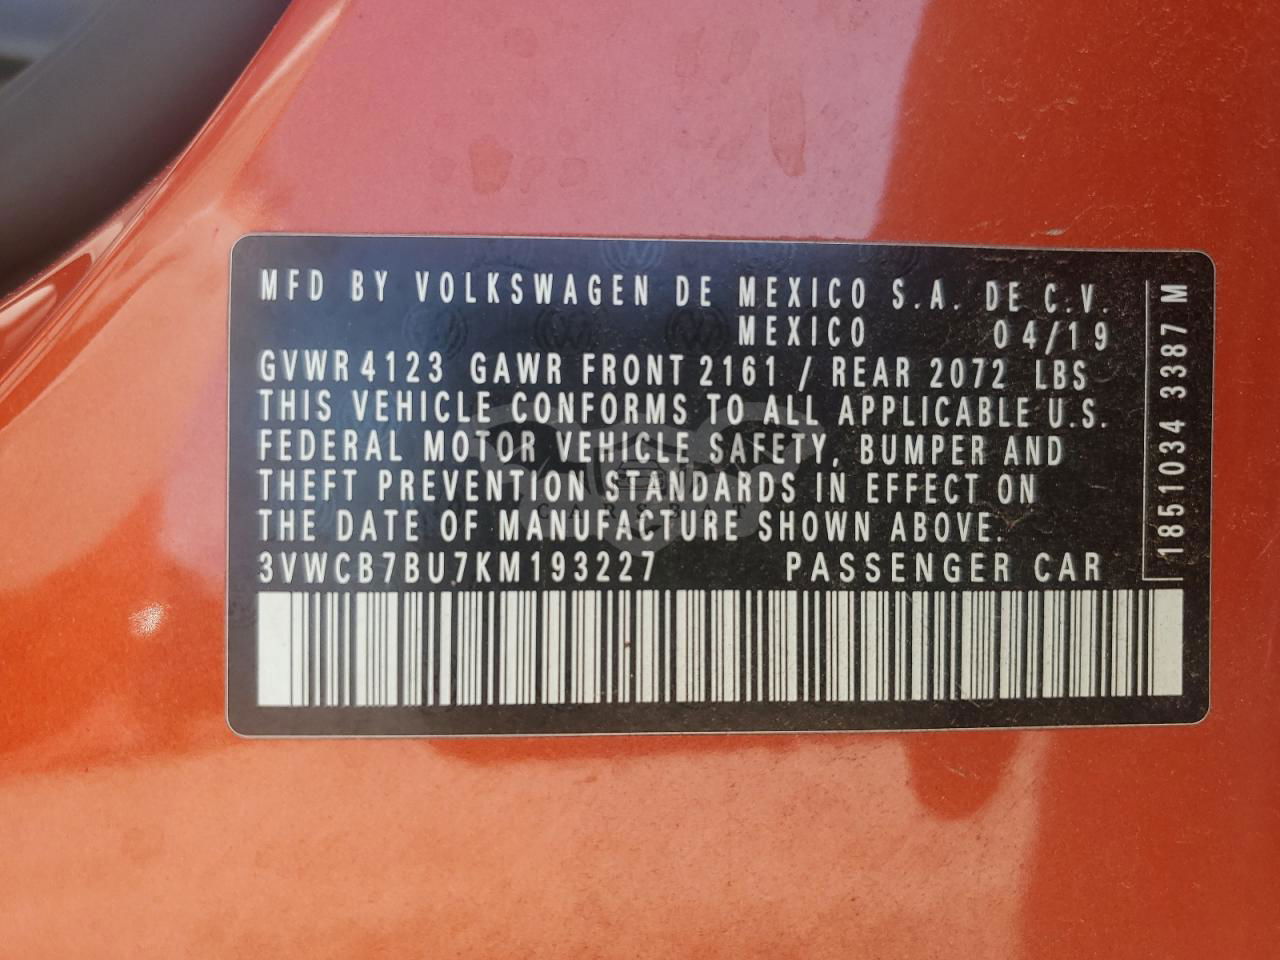 MFD BY VOLKSWAGEN DE MEXICO S.A. DE C.V.
MEXICO 04/19
GVWR 4123 GAWR FRONT 2161 / REAR 2072 LBS
THIS VEHICLE CONFORMS TO ALL APPLICABLE U.S.
FEDERAL MOTOR VEHICLE SAFETY, BUMPER AND
THEFT PREVENTION STANDARDS IN EFFECT ON
THE DATE OF MANUFACTURE SHOWN ABOVE.
3VWCB7BU7KM193227 PASSENGER CAR
1851034 3387 M